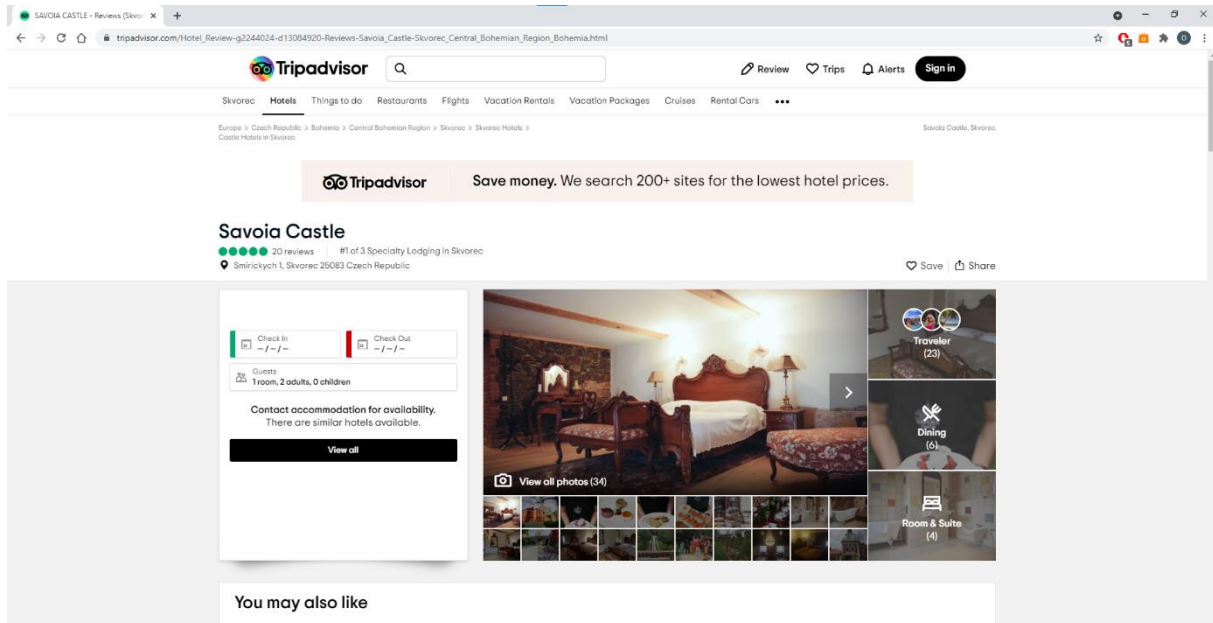 SAVOIA CASTLE - Reviews (Skvor
tripadvisor.com/Hotel_Review-g2244024-d13084920-Reviews-Savoia_Castle-Skvorec_Central_Bohemian_Region_Bohemia.html
Tripadvisor
Review Trips Alerts Sign in
Skvorec Hotels Things to do Restaurants Flights Vacation Rentals Vacation Packages Cruises Rental Cars
Europe > Czech Republic > Bohemia > Central Bohemian Region > Skvorec > Skvorec Hotels >
Castle Hotels in Skvorec
Savoia Castle, Skvorec
Tripadvisor Save money. We search 200+ sites for the lowest hotel prices.
Savoia Castle
20 reviews #1 of 3 Specialty Lodging in Skvorec
Smirickych 1, Skvorec 25083 Czech Republic
Save Share
Check In
-/-/-
Check Out
-/-/-
Guests
1 room, 2 adults, 0 children
Contact accommodation for availability.
There are similar hotels available.
View all
View all photos (34)
Traveler
(23)
Dining
(6)
Room & Suite
(4)
You may also like